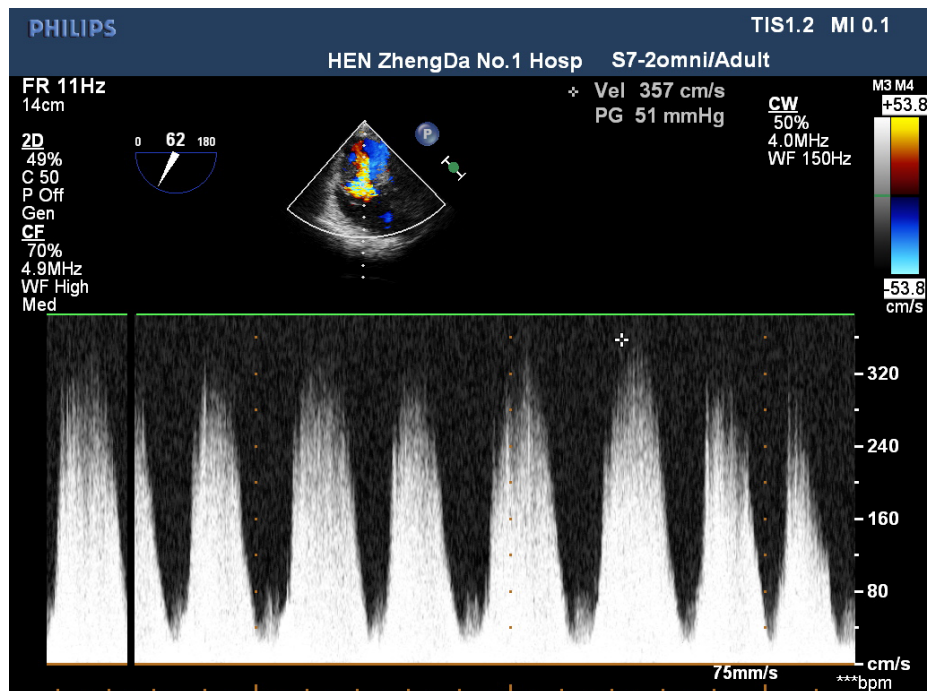 PHILIPS
TIS1.2 MI 0.1
HEN ZhengDa No.1 Hosp S7-2omni/Adult
FR 11Hz
14cm
2D
49%
C 50
P Off
Gen
CF
70%
4.9MHz
WF High
Med
0 62 180
P
Vel 357 cm/s
PG 51 mmHg
CW
50%
4.0MHz
WF 150Hz
M3 M4
+53.8
-53.8
cm/s
320
240
160
80
cm/s
75mm/s
***bpm